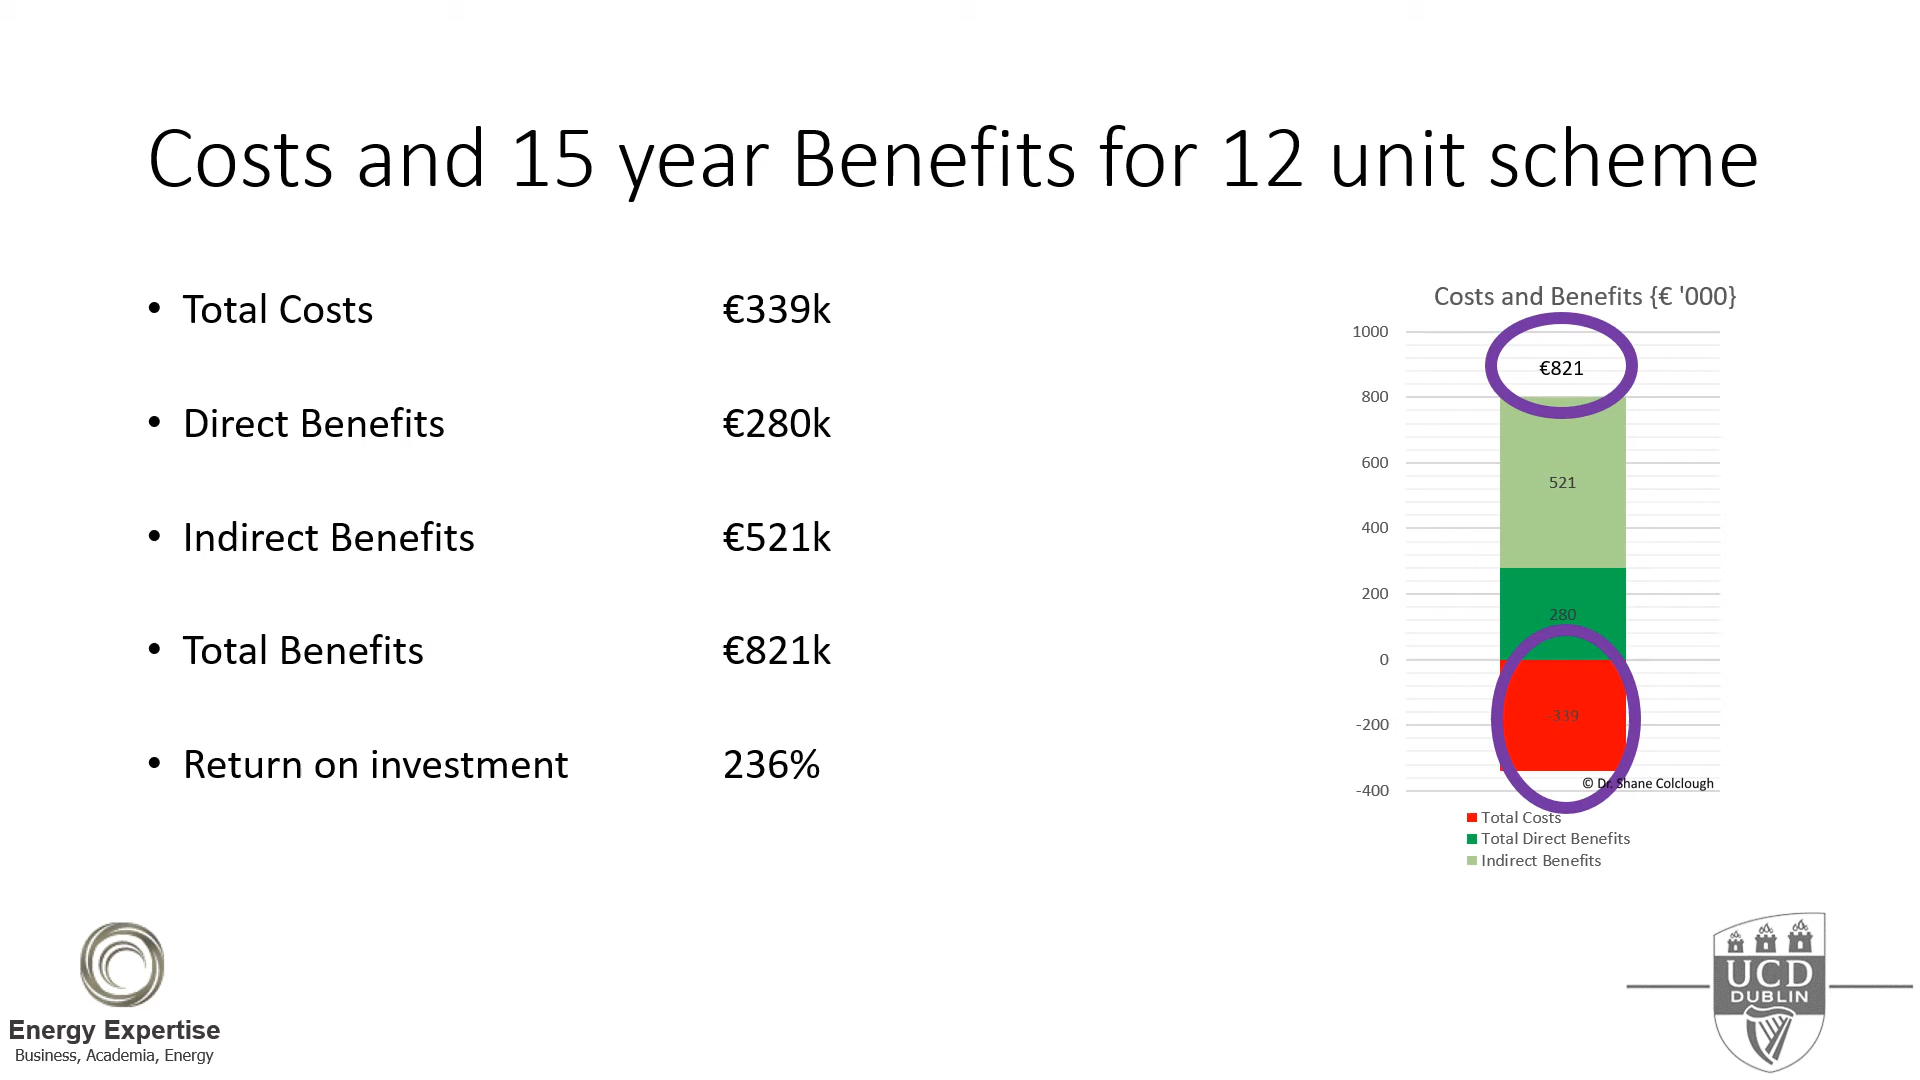 Costs and 15 year Benefits for 12 unit scheme
• Total Costs €339k
• Direct Benefits €280k
• Indirect Benefits €521k
• Total Benefits €821k
• Return on investment 236%
Costs and Benefits {€ '000}
1000
€821
800
600
521
400
200
280
0
-339
-200
© Dr. Shane Colclough
-400
Total Costs
Total Direct Benefits
Indirect Benefits
Energy Expertise
Business, Academia, Energy
UCD
DUBLIN